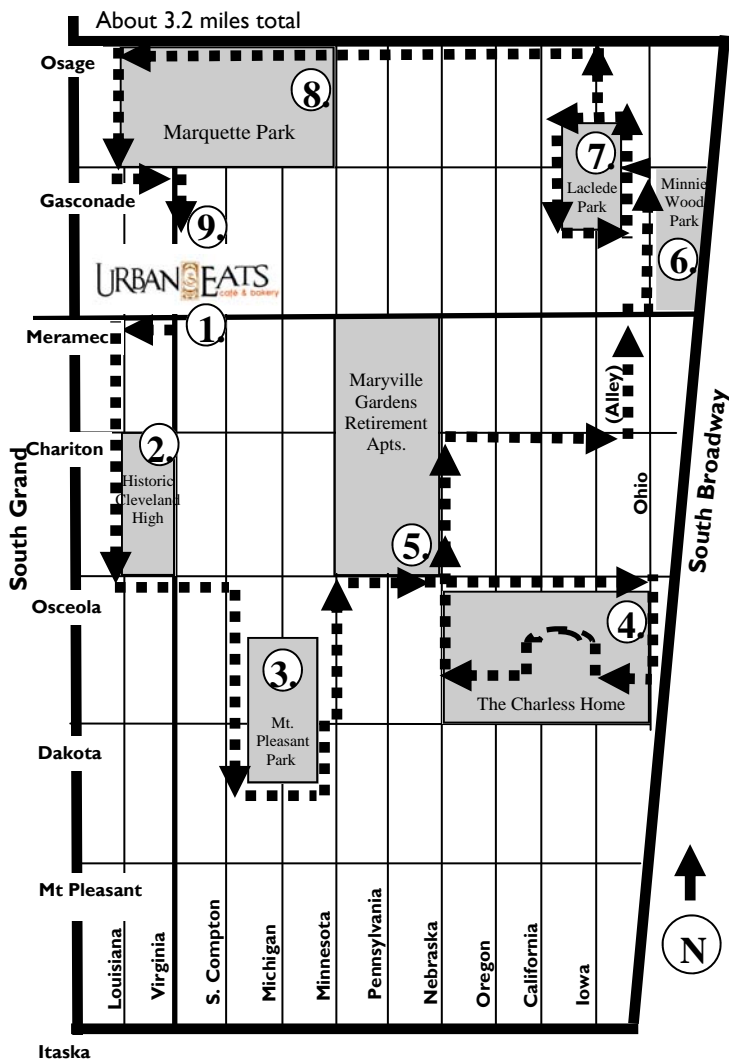 About 3.2 miles total
Osage
8.
Marquette Park
7.
Laclede
Park
Minnie
Wood
Park
6.
Gasconade
9.
URBAN EATS
café & bakery
1.
Meramec
Maryville
Gardens
Retirement
Apts.
(Alley)
Chariton
2.
Historic
Cleveland
High
South Grand
Ohio
South Broadway
5.
Osceola
4.
3.
The Charless Home
Mt.
Pleasant
Park
Dakota
Mt Pleasant
Louisiana
Virginia
S. Compton
Michigan
Minnesota
Pennsylvania
Nebraska
Oregon
California
Iowa
N
Itaska